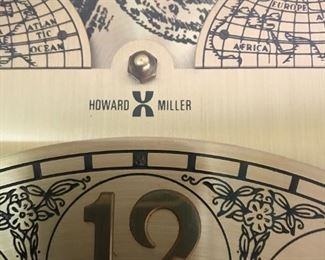 ATLAN
TIC
OCEAN
EUROPE
AFRICA
HOWARD MILLER
12